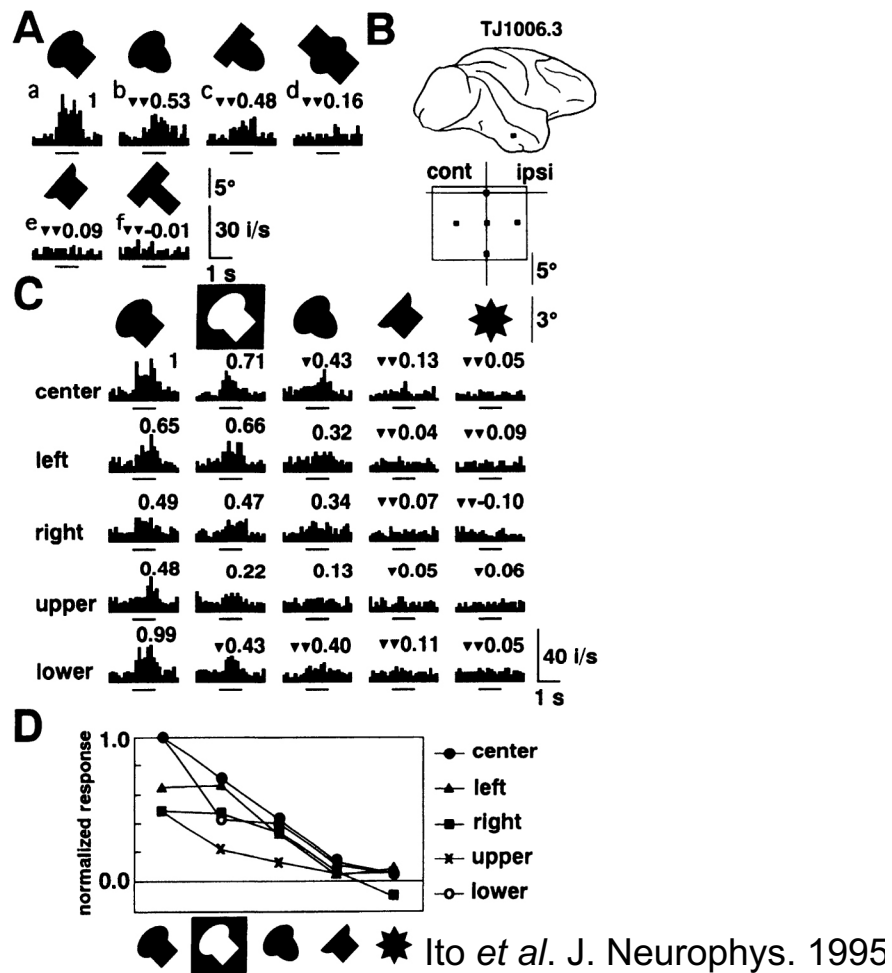 A
B
TJ1006.3
a 1
b ▼▼0.53
c ▼▼0.48
d ▼▼0.16
cont ipsi
5°
e ▼▼0.09
f ▼▼-0.01
30 i/s
1 s
5°
C
3°
center 1 0.71 ▼0.43 ▼▼0.13 ▼▼0.05
left 0.65 0.66 0.32 ▼▼0.04 ▼▼0.09
right 0.49 0.47 0.34 ▼▼0.07 ▼▼-0.10
upper 0.48 0.22 0.13 ▼0.05 ▼0.06
lower 0.99 ▼0.43 ▼▼0.40 ▼▼0.11 ▼▼0.05
40 i/s
1 s
D
normalized response
1.0
0.0
center
left
right
upper
lower
Ito et al. J. Neurophys. 1995